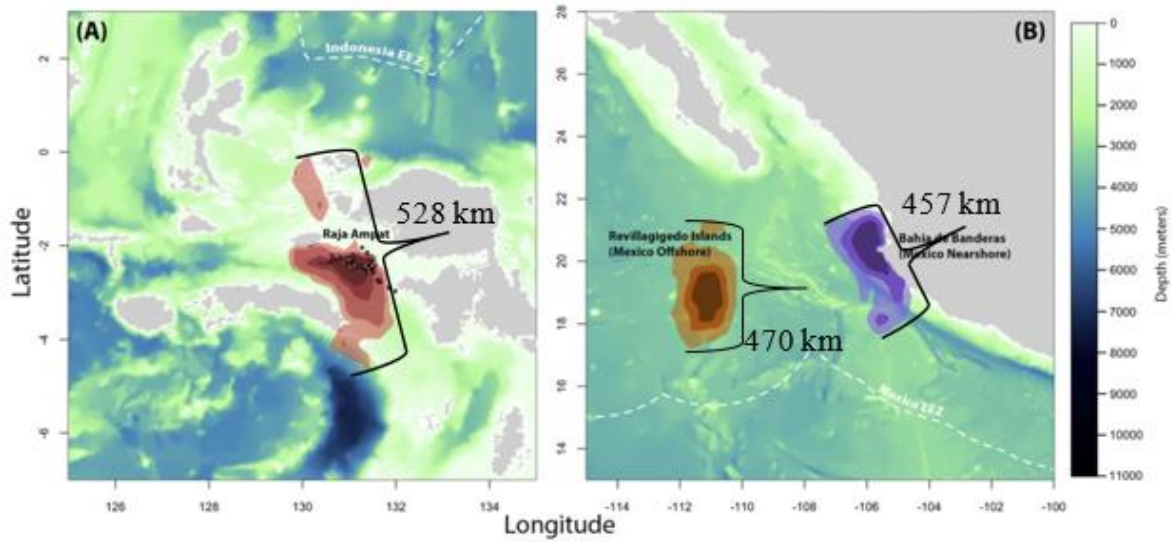 (A)
Indonesia EEZ
Raja Ampat
528 km
2
0
-2
-4
-6
126
128
130
132
134
Latitude
(B)
457 km
Revillagigedo Islands
(Mexico Offshore)
Bahia de Banderas
(Mexico Nearshore)
470 km
Mexico EEZ
28
26
24
22
20
18
16
14
-114
-112
-110
-108
-106
-104
-102
-100
Longitude
0
1000
2000
3000
4000
5000
6000
7000
8000
9000
10000
11000
Depth (meters)